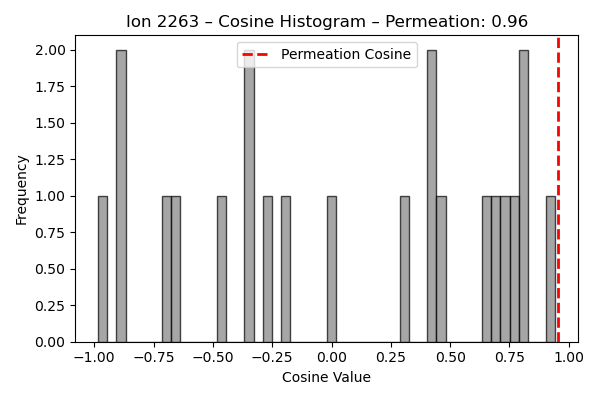 Ion 2263 – Cosine Histogram – Permeation: 0.96
Permeation Cosine
2.00
1.75
1.50
1.25
1.00
0.75
0.50
0.25
0.00
Frequency
−1.00 −0.75 −0.50 −0.25 0.00 0.25 0.50 0.75 1.00
Cosine Value